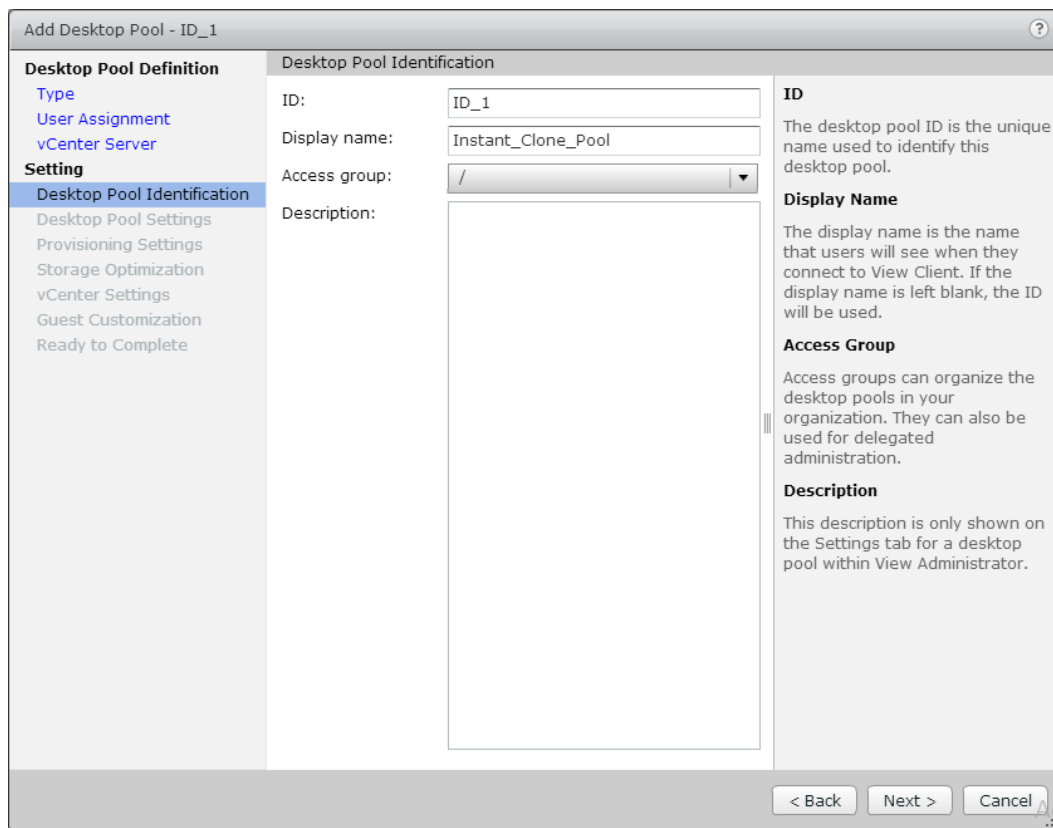 Add Desktop Pool - ID_1
?
Desktop Pool Definition
Type
User Assignment
vCenter Server
Setting
Desktop Pool Identification
Desktop Pool Settings
Provisioning Settings
Storage Optimization
vCenter Settings
Guest Customization
Ready to Complete
Desktop Pool Identification
ID:
ID_1
Display name:
Instant_Clone_Pool
Access group:
/
Description:
ID
The desktop pool ID is the unique
name used to identify this
desktop pool.
Display Name
The display name is the name
that users will see when they
connect to View Client. If the
display name is left blank, the ID
will be used.
Access Group
Access groups can organize the
desktop pools in your
organization. They can also be
used for delegated
administration.
Description
This description is only shown on
the Settings tab for a desktop
pool within View Administrator.
< Back
Next >
Cancel